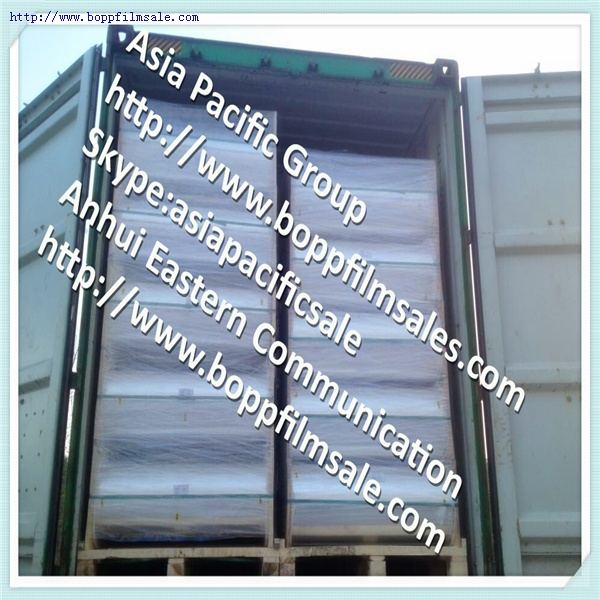 http://www.boppfilmsale.com
Asia Pacific Group
http://www.boppfilmsales.com
Skype:asiapacificsale
Anhui Eastern Communication
http://www.boppfilmsale.com